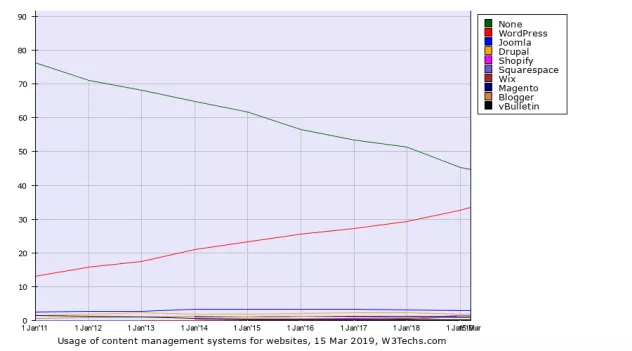 90
80
70
60
50
40
30
20
10
0
1 Jan'11 1 Jan'12 1 Jan'13 1 Jan'14 1 Jan'15 1 Jan'16 1 Jan'17 1 Jan'18 Mar
Usage of content management systems for websites, 15 Mar 2019, W3Techs.com
None
WordPress
Joomla
Drupal
Shopify
Squarespace
Wix
Magento
Blogger
vBulletin